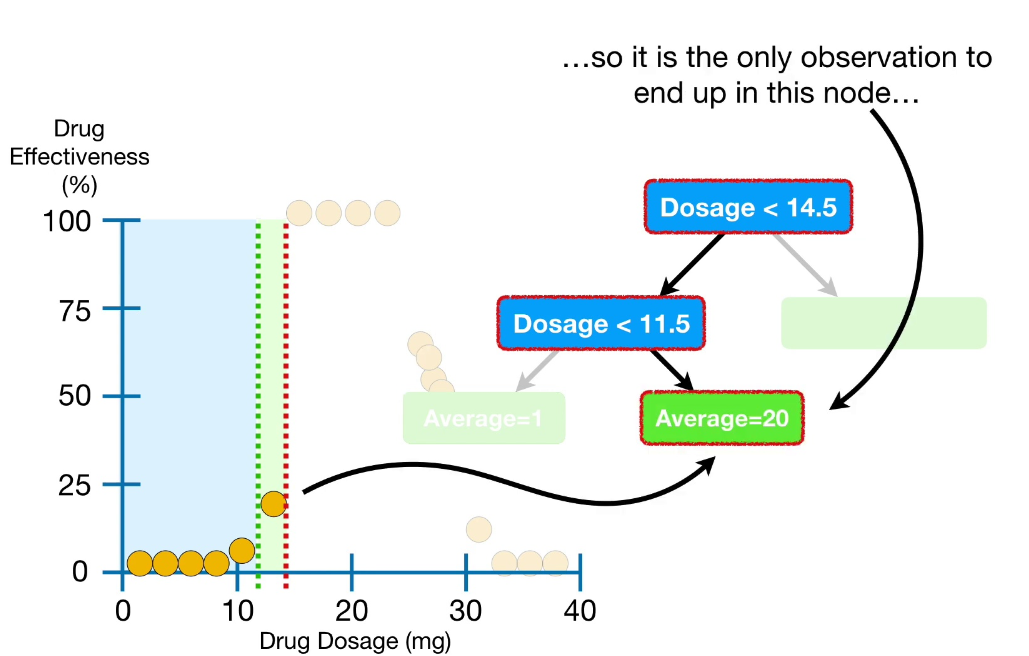 …so it is the only observation to
end up in this node…
Drug
Effectiveness
(%)
100
75
50
25
0
0
10
20
30
40
Drug Dosage (mg)
Dosage < 14.5
Dosage < 11.5
Average=1
Average=20